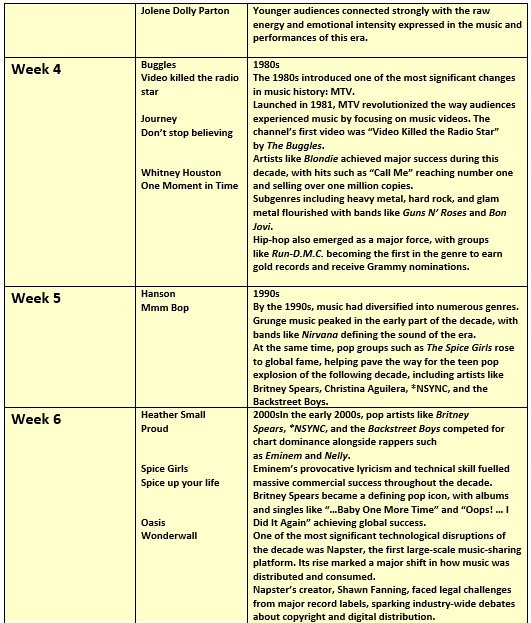 Jolene Dolly Parton
Younger audiences connected strongly with the raw
energy and emotional intensity expressed in the music and
performances of this era.
Week 4
Buggles
Video killed the radio
star
Journey
Don't stop believing
Whitney Houston
One Moment in Time
1980s
The 1980s introduced one of the most significant changes
in music history: MTV.
Launched in 1981, MTV revolutionized the way audiences
experienced music by focusing on music videos. The
channel's first video was “Video Killed the Radio Star”
by The Buggles.
Artists like Blondie achieved major success during this
decade, with hits such as “Call Me” reaching number one
and selling over one million copies.
Subgenres including heavy metal, hard rock, and glam
metal flourished with bands like Guns N’ Roses and Bon
Jovi.
Hip-hop also emerged as a major force, with groups
like Run-D.M.C. becoming the first in the genre to earn
gold records and receive Grammy nominations.
Week 5
Hanson
Mmm Bop
1990s
By the 1990s, music had diversified into numerous genres.
Grunge music peaked in the early part of the decade, with
bands like Nirvana defining the sound of the era.
At the same time, pop groups such as The Spice Girls rose
to global fame, helping pave the way for the teen pop
explosion of the following decade, including artists like
Britney Spears, Christina Aguilera, *NSYNC, and the
Backstreet Boys.
Week 6
Heather Small
Proud
Spice Girls
Spice up your life
Oasis
Wonderwall
2000sIn the early 2000s, pop artists like Britney
Spears, *NSYNC, and the Backstreet Boys competed for
chart dominance alongside rappers such
as Eminem and Nelly.
Eminem's provocative lyricism and technical skill fuelled
massive commercial success throughout the decade.
Britney Spears became a defining pop icon, with albums
and singles like “…Baby One More Time” and “Oops! … I
Did It Again” achieving global success.
One of the most significant technological disruptions of
the decade was Napster, the first large-scale music-sharing
platform. Its rise marked a major shift in how music was
distributed and consumed.
Napster's creator, Shawn Fanning, faced legal challenges
from major record labels, sparking industry-wide debates
about copyright and digital distribution.